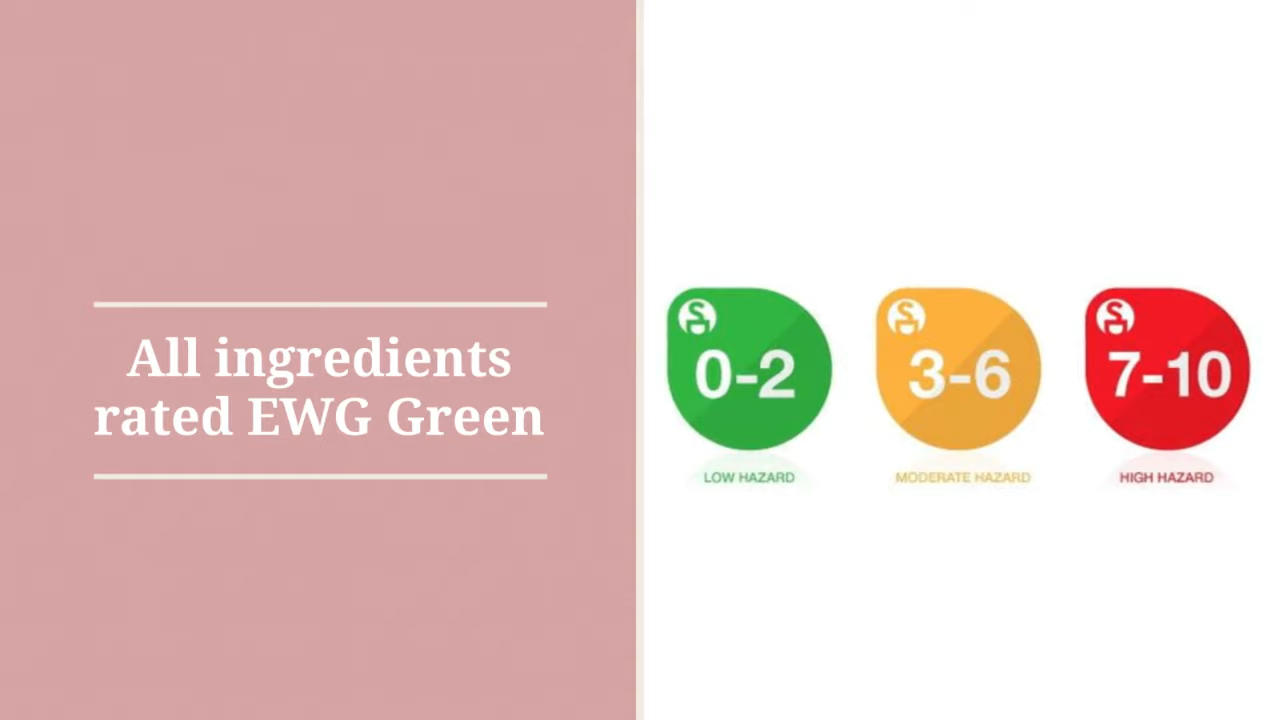 All ingredients
rated EWG Green
0-2
3-6
7-10
LOW HAZARD
MODERATE HAZARD
HIGH HAZARD